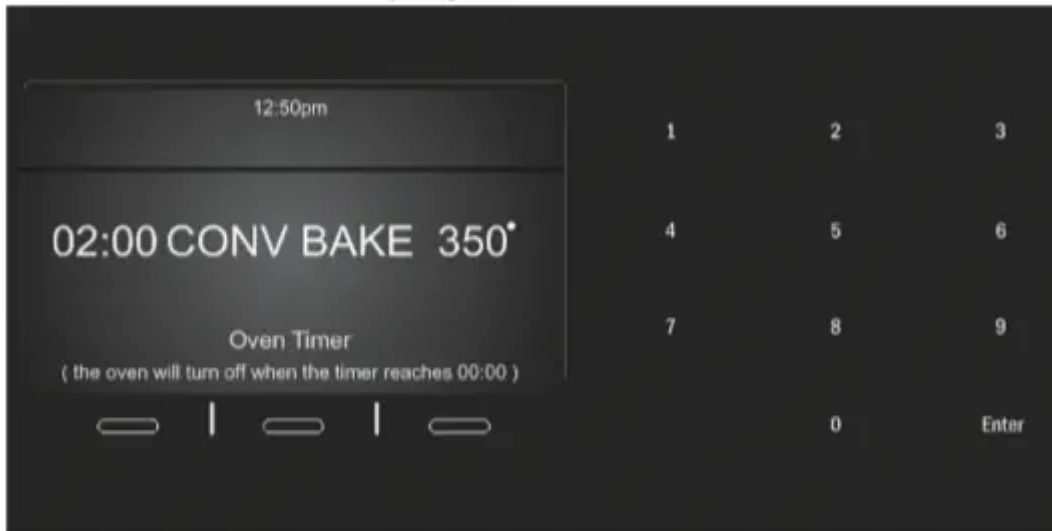 12:50pm
02:00 CONV BAKE 350°
Oven Timer
( the oven will turn off when the timer reaches 00:00 )
1 2 3
4 5 6
7 8 9
0 Enter